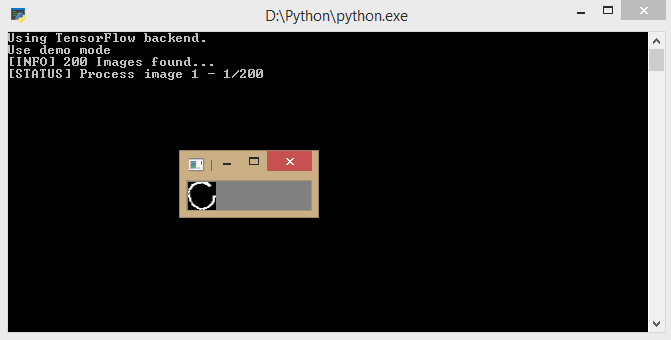 D:\Python\python.exe
Using TensorFlow backend.
Use demo mode
[INFO] 200 Images found...
[STATUS] Process image 1 - 1/200